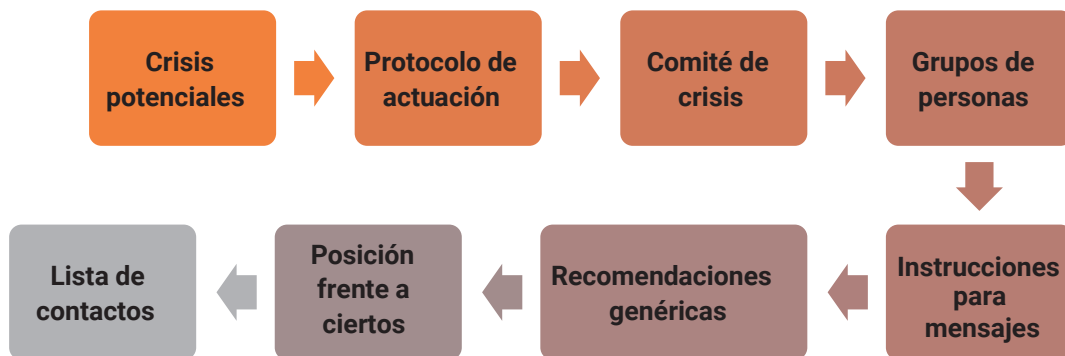 Crisis
potenciales
Protocolo de
actuación
Comité de
crisis
Grupos de
personas
Instrucciones
para
mensajes
Recomendaciones
genéricas
Posición
frente a
ciertos
Lista de
contactos